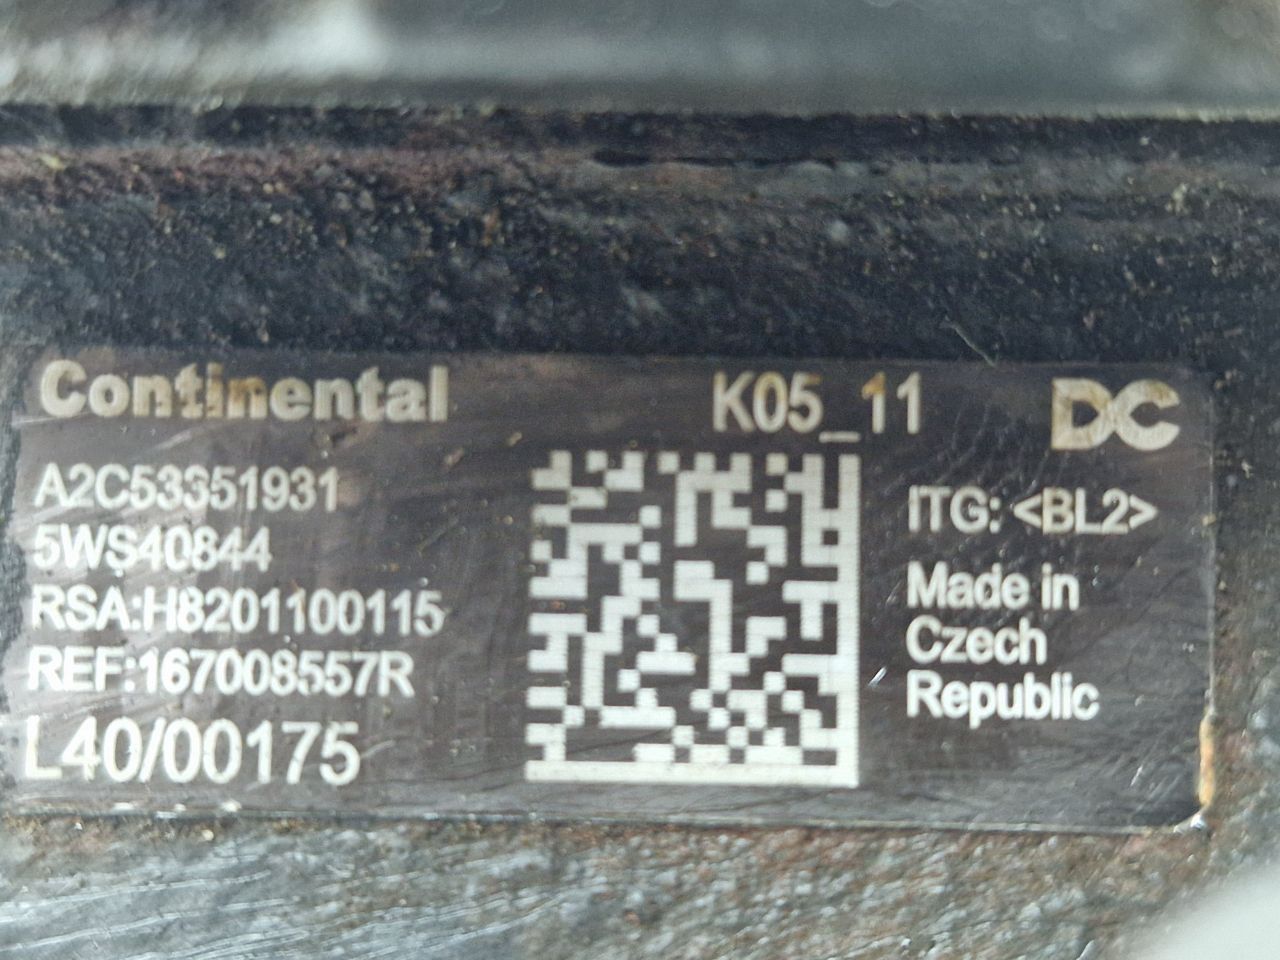 Continental
K05_11
DC
A2C53351931
5WS40844
RSA:H8201100115
REF:167008557R
L40/00175
ITG: <BL2>
Made in
Czech
Republic